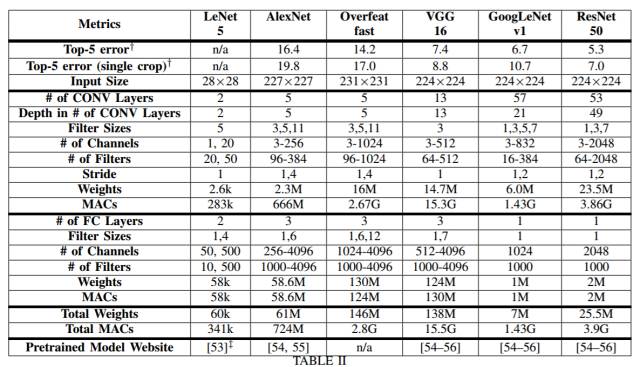 Metrics LeNet 5 AlexNet Overfeat fast VGG 16 GoogLeNet v1 ResNet 50
Top-5 error† n/a 16.4 14.2 7.4 6.7 5.3
Top-5 error (single crop)† n/a 19.8 17.0 8.8 10.7 7.0
Input Size 28×28 227×227 231×231 224×224 224×224 224×224
# of CONV Layers 2 5 5 13 57 53
Depth in # of CONV Layers 2 5 5 13 21 49
Filter Sizes 5 3,5,11 3,5,11 3 1,3,5,7 1,3,7
# of Channels 1, 20 3-256 3-1024 3-512 3-832 3-2048
# of Filters 20, 50 96-384 96-1024 64-512 16-384 64-2048
Stride 1 1,4 1,4 1 1,2 1,2
Weights 2.6k 2.3M 16M 14.7M 6.0M 23.5M
MACs 283k 666M 2.67G 15.3G 1.43G 3.86G
# of FC Layers 2 3 3 3 1 1
Filter Sizes 1,4 1,6 1,6,12 1,7 1 1
# of Channels 50, 500 256-4096 1024-4096 512-4096 1024 2048
# of Filters 10, 500 1000-4096 1000-4096 1000-4096 1000 1000
Weights 58k 58.6M 130M 124M 1M 2M
MACs 58k 58.6M 124M 130M 1M 2M
Total Weights 60k 61M 146M 138M 7M 25.5M
Total MACs 341k 724M 2.8G 15.5G 1.43G 3.9G
Pretrained Model Website [53]‡ [54, 55] n/a [54–56] [54–56] [54–56]
TABLE II